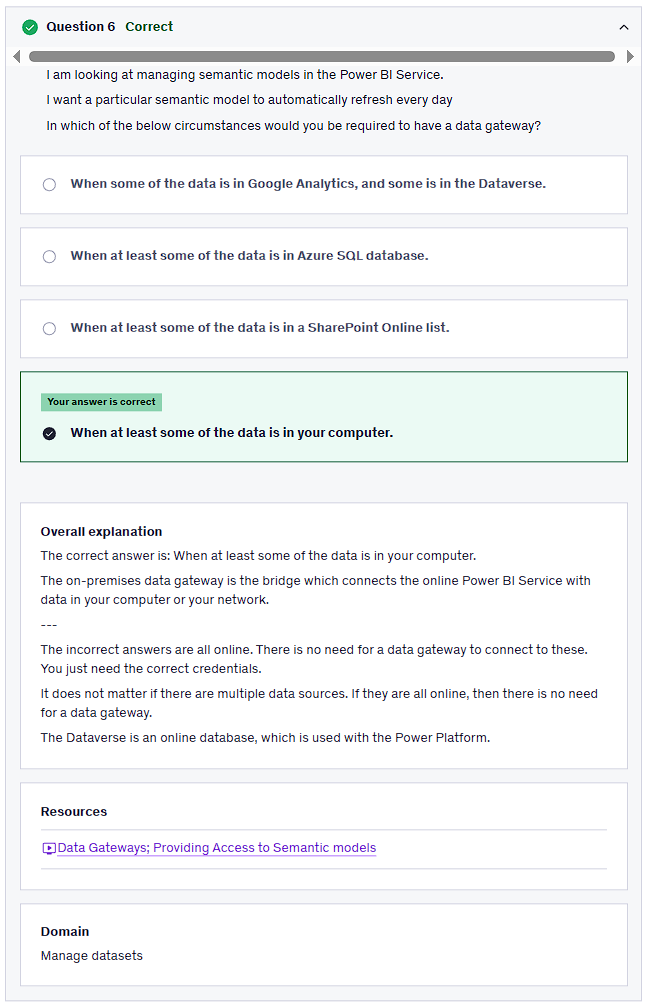 Question 6 Correct
I am looking at managing semantic models in the Power BI Service.
I want a particular semantic model to automatically refresh every day
In which of the below circumstances would you be required to have a data gateway?
When some of the data is in Google Analytics, and some is in the Dataverse.
When at least some of the data is in Azure SQL database.
When at least some of the data is in a SharePoint Online list.
Your answer is correct
When at least some of the data is in your computer.
Overall explanation
The correct answer is: When at least some of the data is in your computer.
The on-premises data gateway is the bridge which connects the online Power BI Service with
data in your computer or your network.
---
The incorrect answers are all online. There is no need for a data gateway to connect to these.
You just need the correct credentials.
It does not matter if there are multiple data sources. If they are all online, then there is no need
for a data gateway.
The Dataverse is an online database, which is used with the Power Platform.
Resources
Data Gateways; Providing Access to Semantic models
Domain
Manage datasets